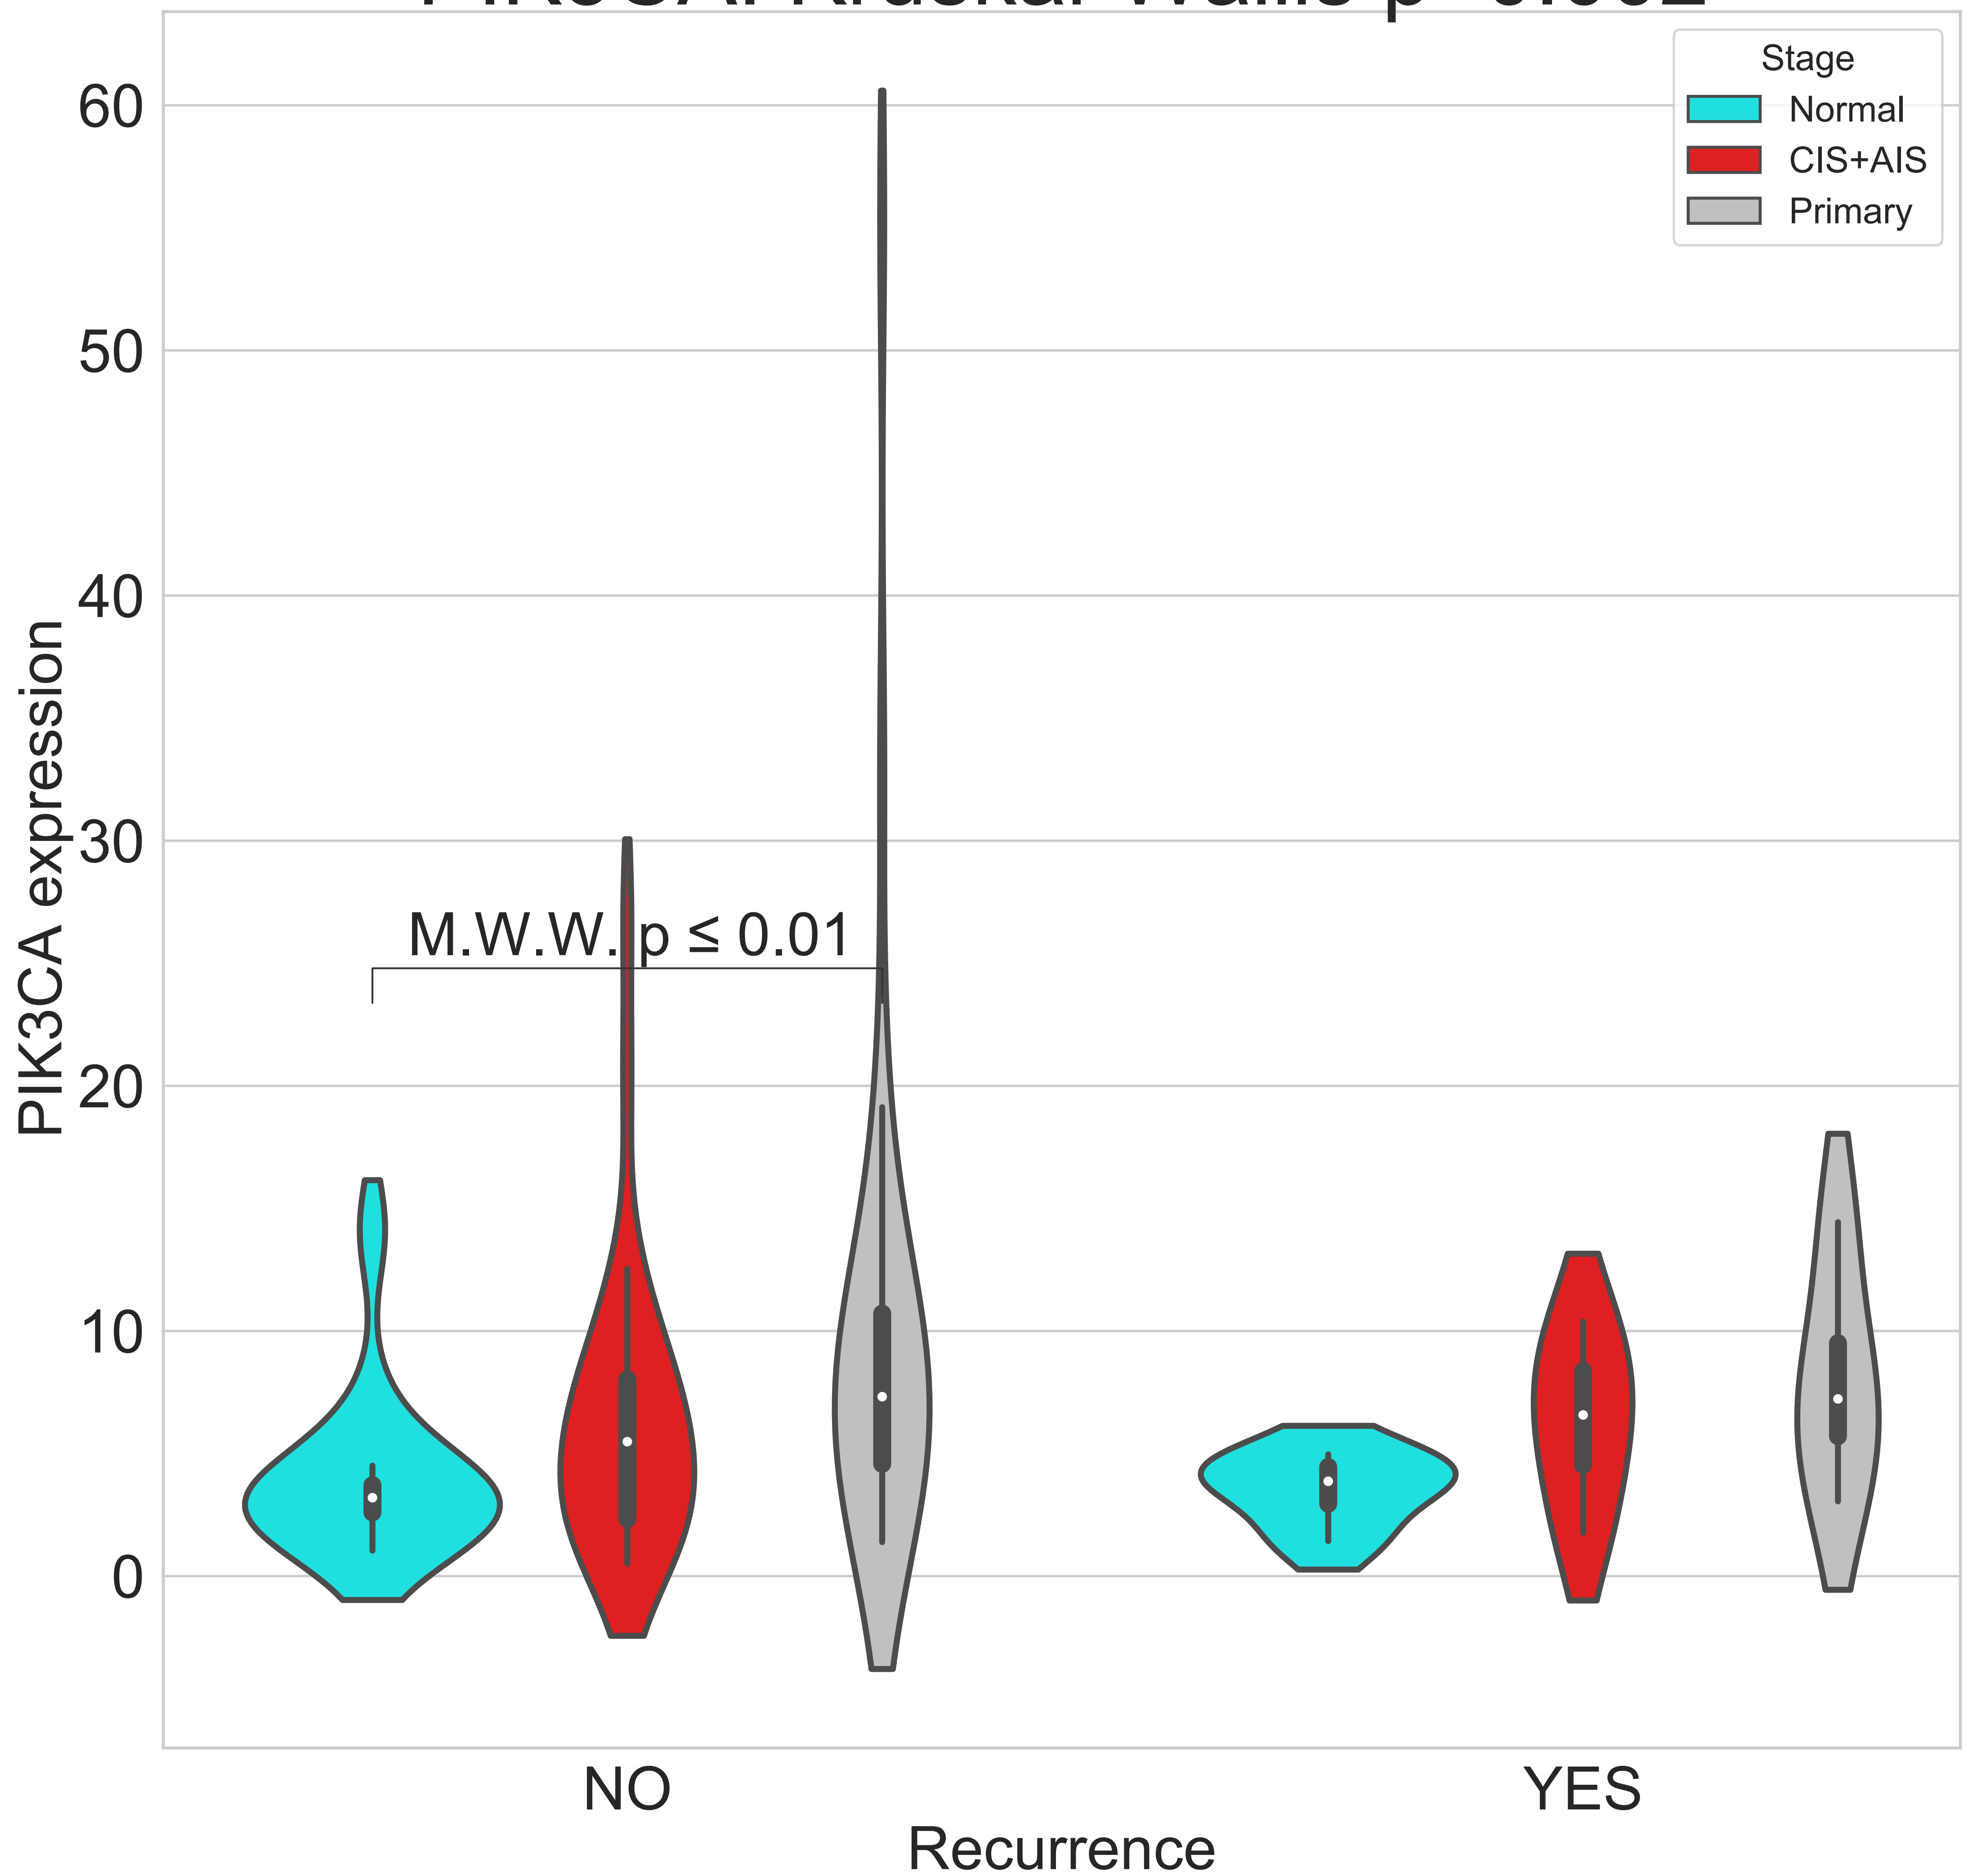 Stage
Normal
CIS+AIS
Primary
60
50
40
30
20
10
0
PIK3CA expression
M.W.W. p ≤ 0.01
NO
YES
Recurrence